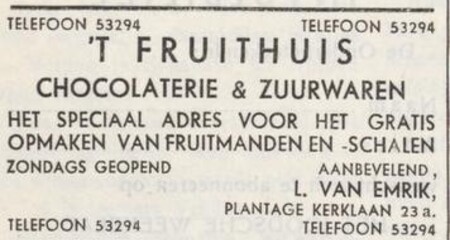 TELEFOON 53294 TELEFOON 53294
'T FRUITHUIS
CHOCOLATERIE & ZUURWAREN
HET SPECIAAL ADRES VOOR HET GRATIS
OPMAKEN VAN FRUITMANDEN EN -SCHALEN
ZONDAGS GEOPEND AANBEVELEND,
L. VAN EMRIK,
PLANTAGE KERKLAAN 23 a.
TELEFOON 53294 TELEFOON 53294